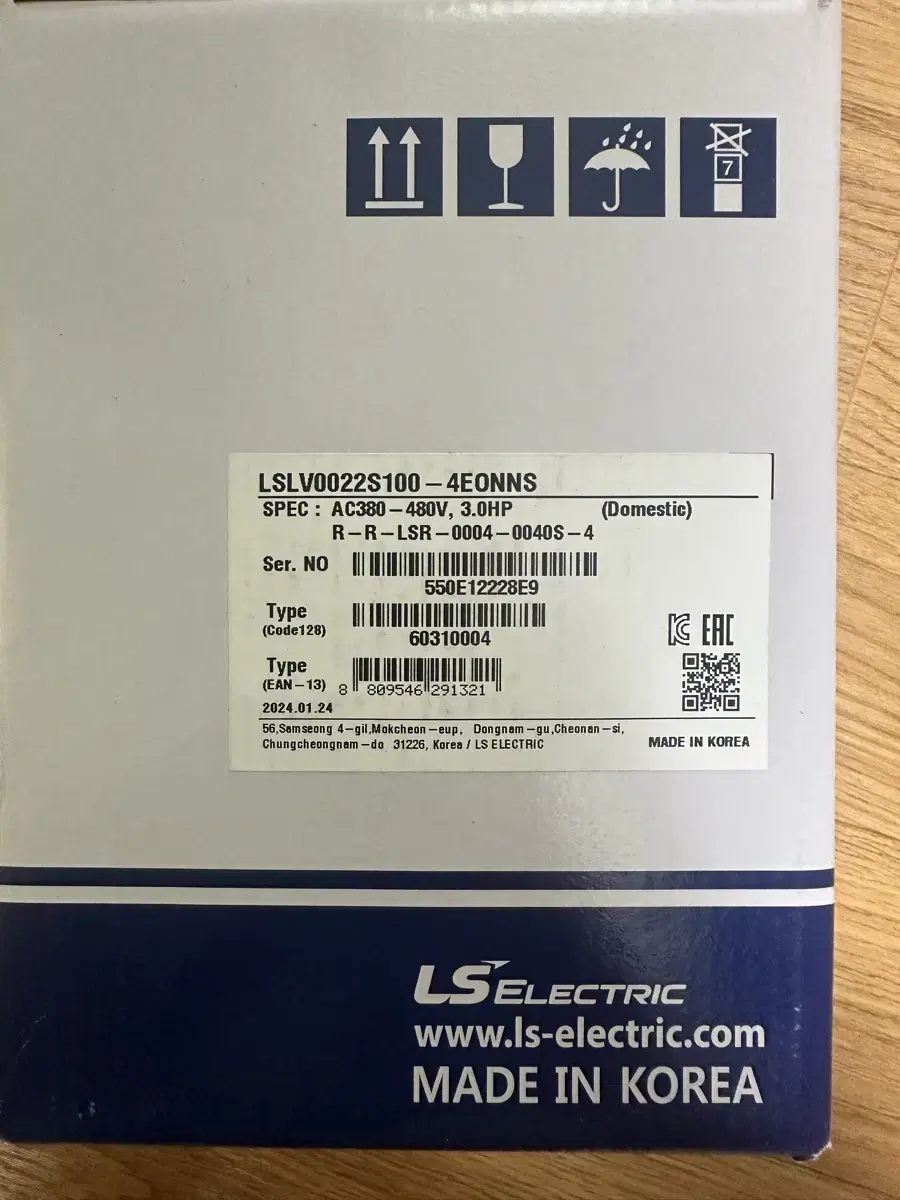 7
LSLV0022S100-4EONNS
SPEC : AC380-480V, 3.0HP (Domestic)
R-R-LSR-0004-0040S-4
Ser. NO
550E12228E9
Type
(Code128)
60310004
EAC
Type
(EAN-13)
8 809546 291321
2024.01.24
56,Samseong 4-gil,Mokcheon-eup, Dongnam-gu,Cheonan-si,
Chungcheongnam-do 31226, Korea / LS ELECTRIC
MADE IN KOREA
LS ELECTRIC
www.ls-electric.com
MADE IN KOREA